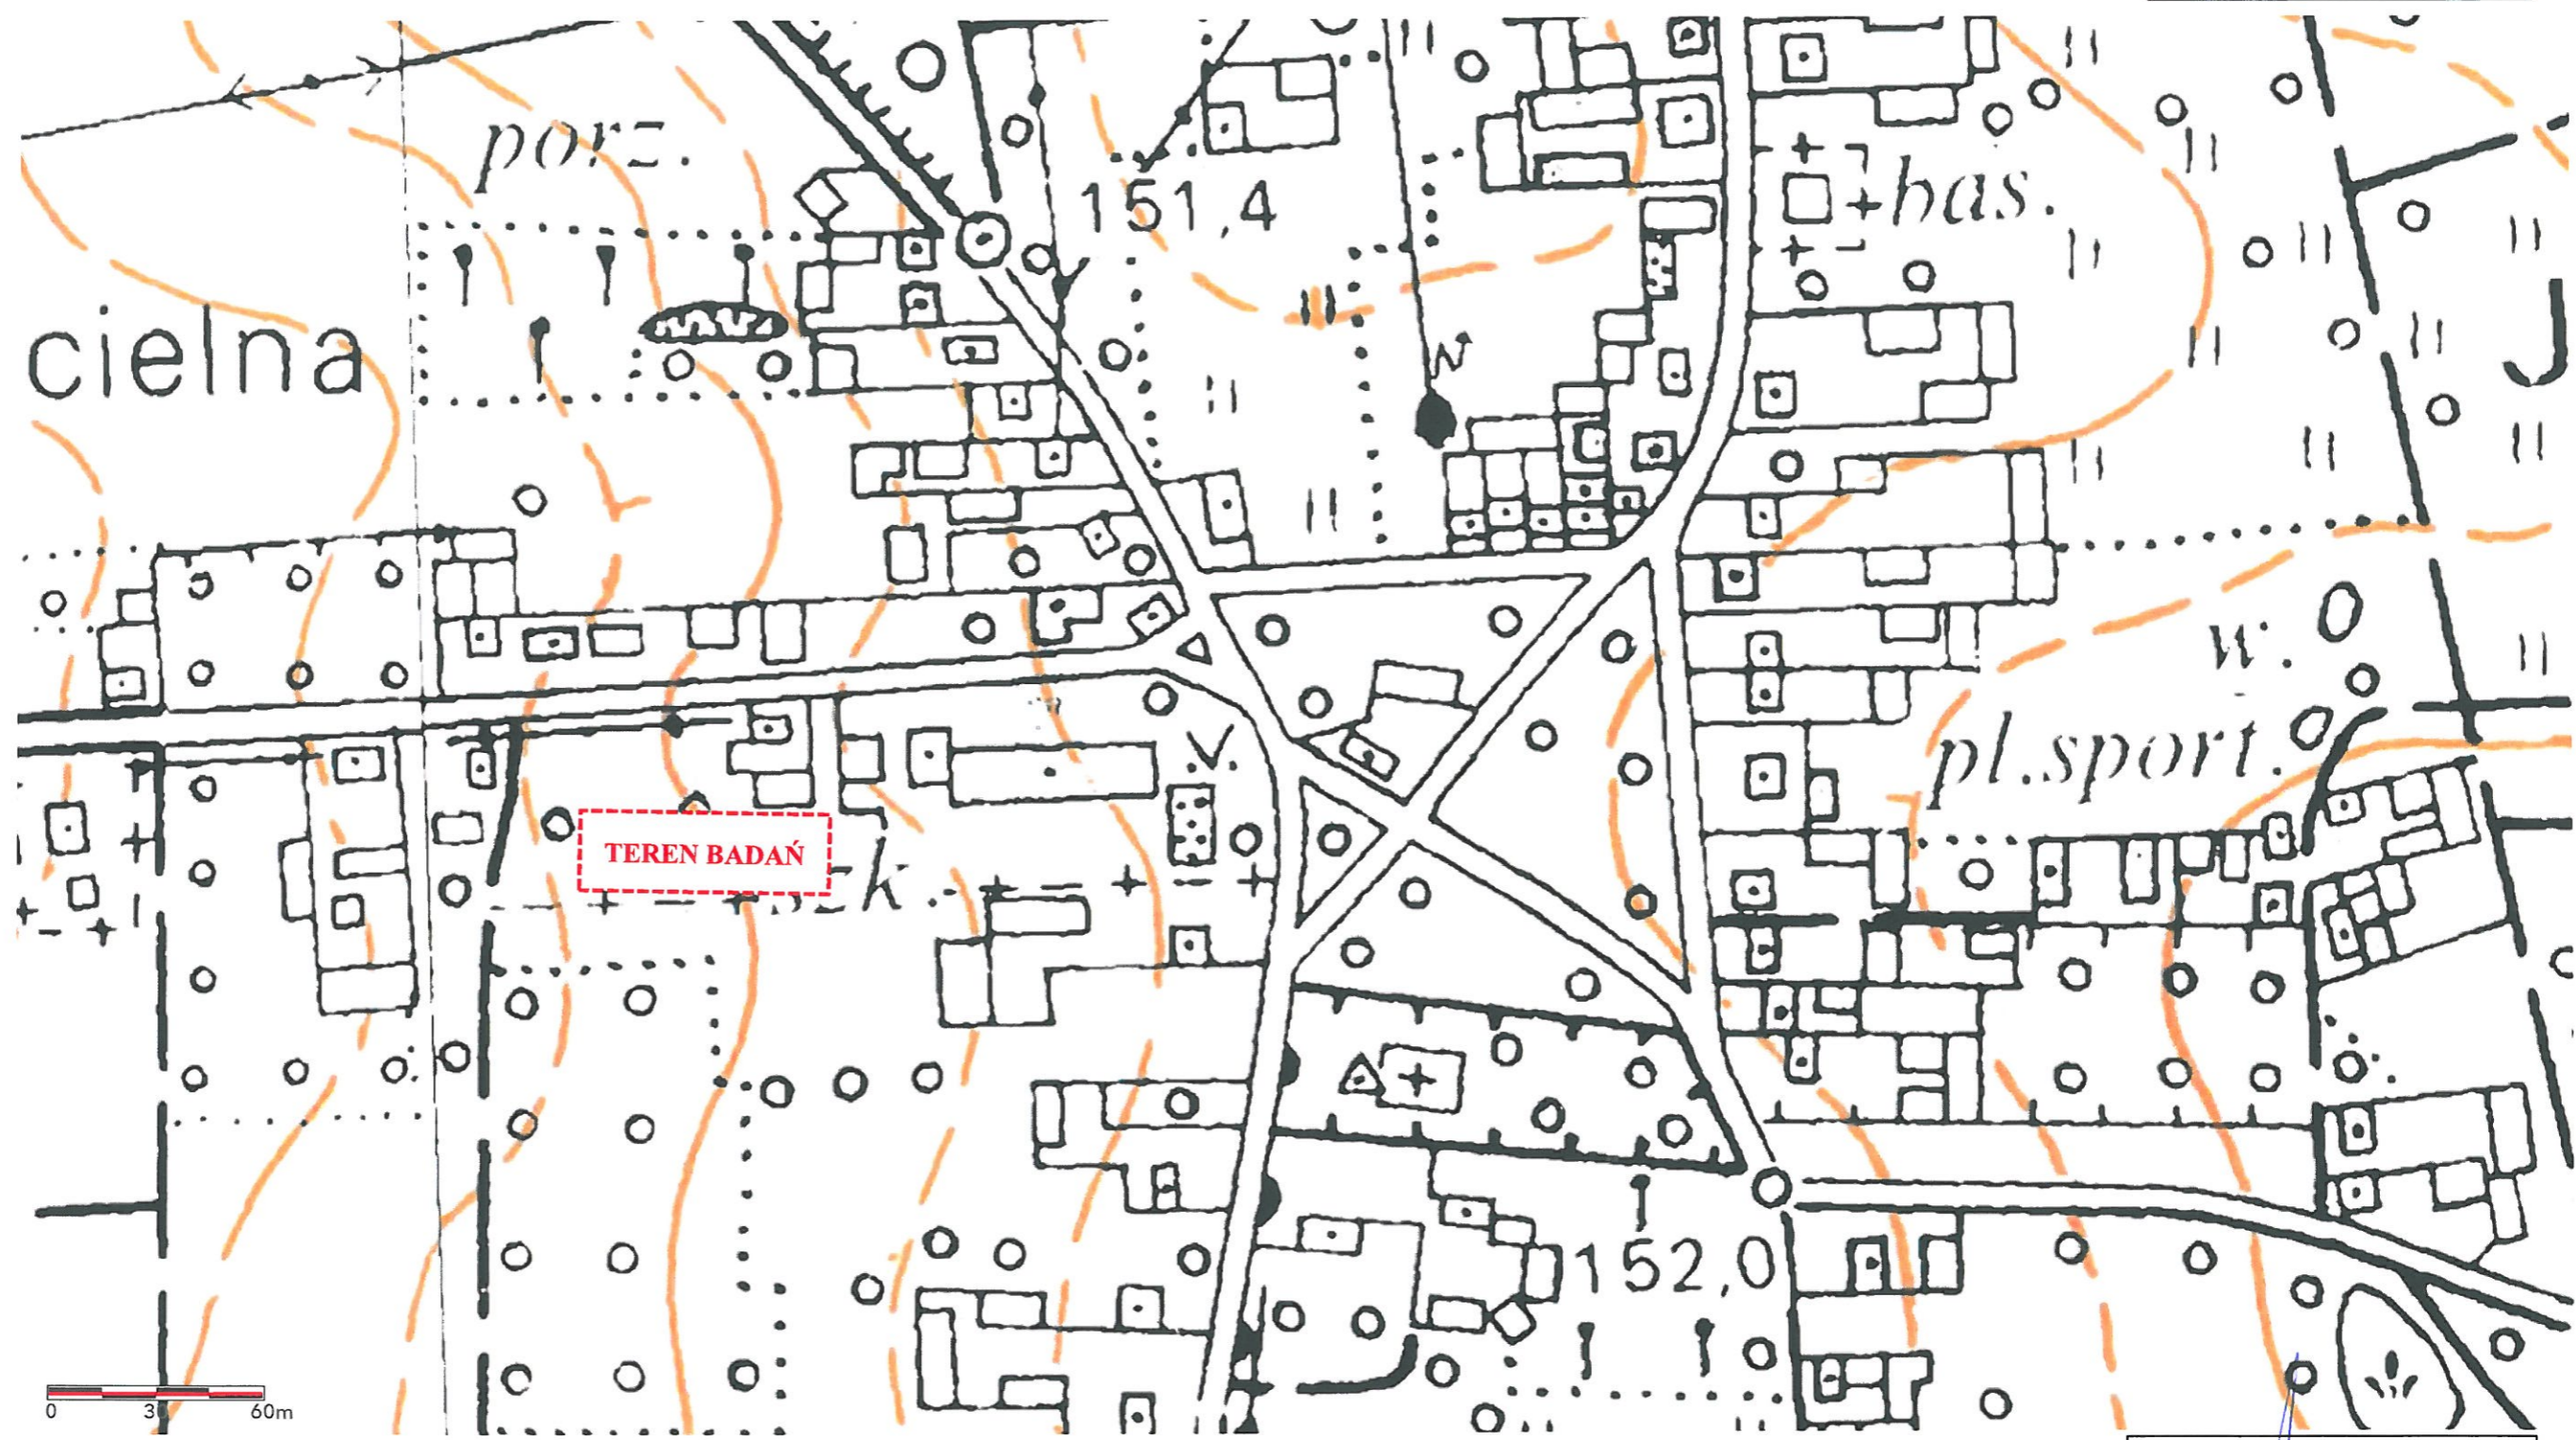 porz.
151,4
has.
cielna
J
N
w.
pl.sport.
TEREN BADAŃ
152,0
0 30 60m